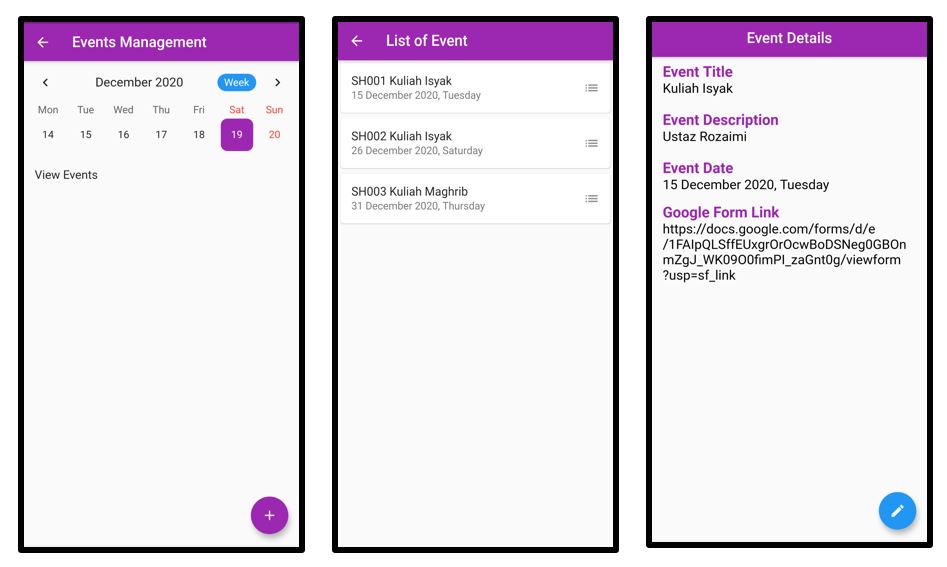 Events Management
December 2020
Week
Mon Tue Wed Thu Fri Sat Sun
14 15 16 17 18 19 20
View Events
List of Event
SH001 Kuliah Isyak
15 December 2020, Tuesday
SH002 Kuliah Isyak
26 December 2020, Saturday
SH003 Kuliah Maghrib
31 December 2020, Thursday
Event Details
Event Title
Kuliah Isyak
Event Description
Ustaz Rozaimi
Event Date
15 December 2020, Tuesday
Google Form Link
https://docs.google.com/forms/d/e
/1FAIpQLSffEUxgrOrOcwBoDSNeg0GBOn
mZgJ_WK09O0fimPI_zaGnt0g/viewform
?usp=sf_link